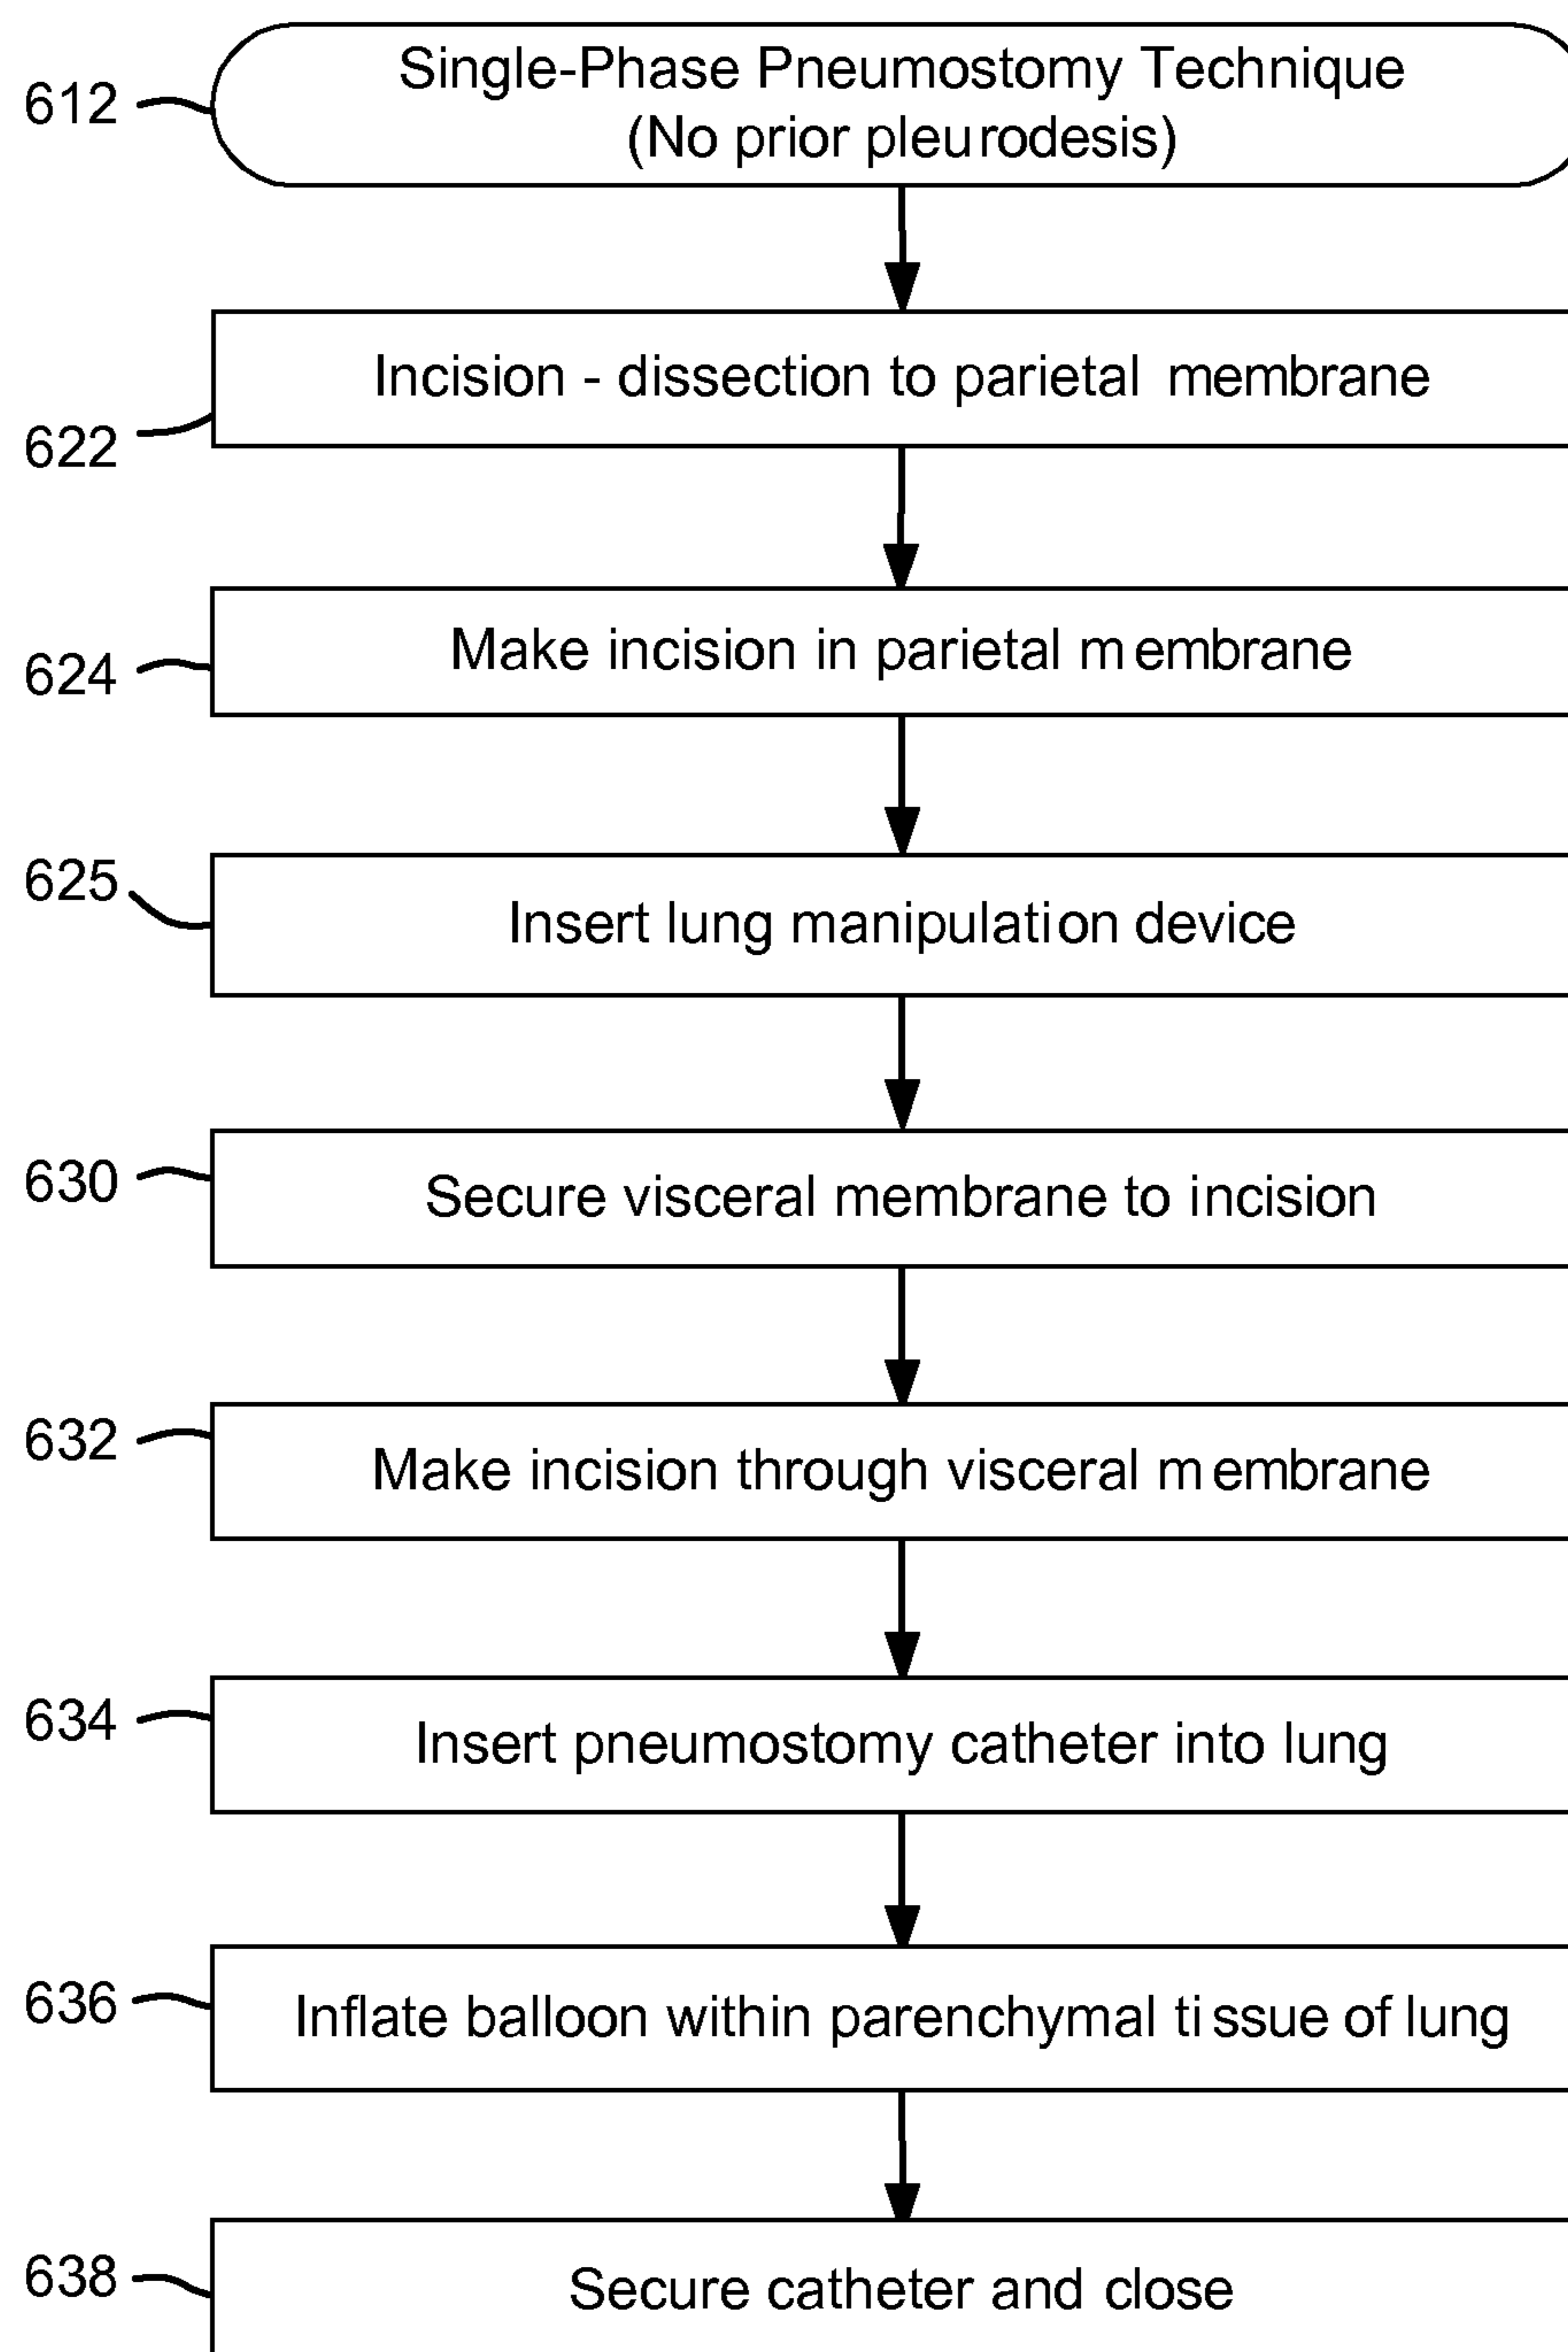 612
Single-Phase Pneumostomy Technique
(No prior pleurodesis)
622
Incision - dissection to parietal membrane
624
Make incision in parietal membrane
625
Insert lung manipulation device
630
Secure visceral membrane to incision
632
Make incision through visceral membrane
634
Insert pneumostomy catheter into lung
636
Inflate balloon within parenchymal tissue of lung
638
Secure catheter and close